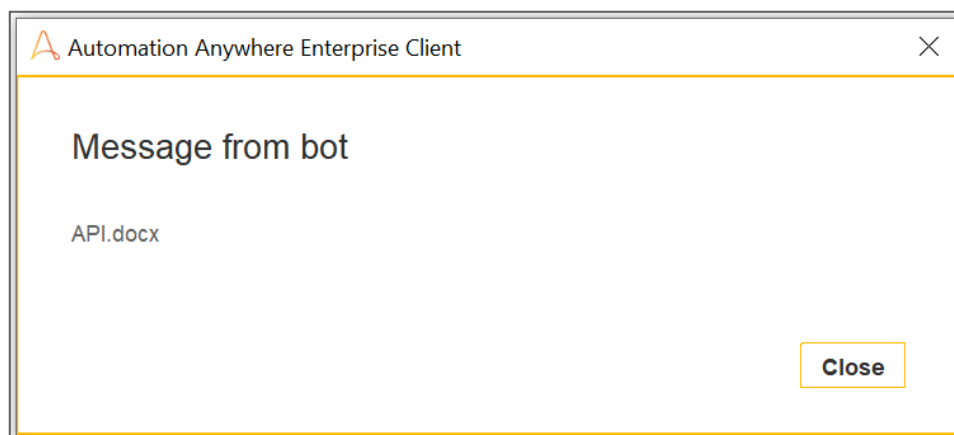 Automation Anywhere Enterprise Client
Message from bot
API.docx
Close